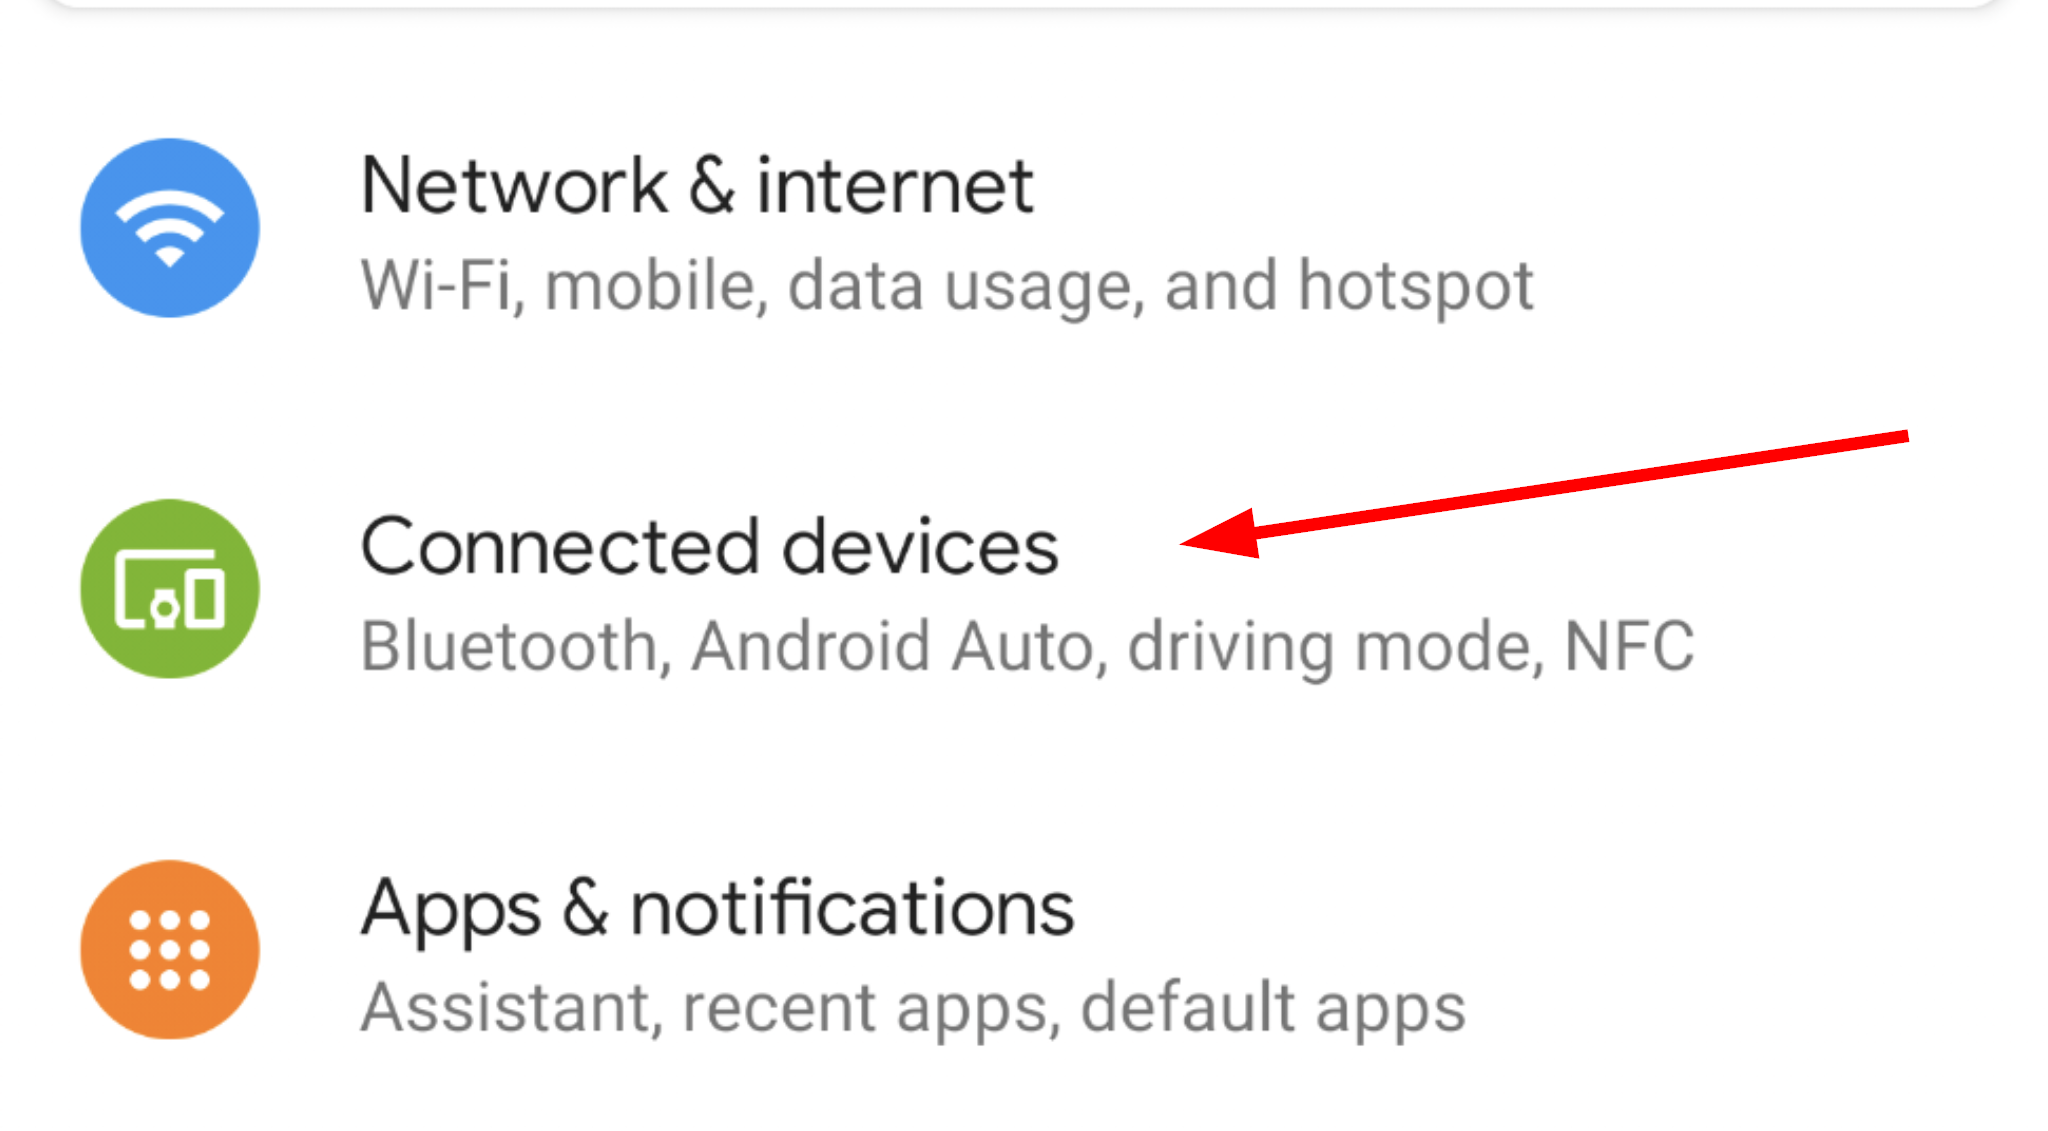 Network & internet
Wi-Fi, mobile, data usage, and hotspot
Connected devices
Bluetooth, Android Auto, driving mode, NFC
Apps & notifications
Assistant, recent apps, default apps